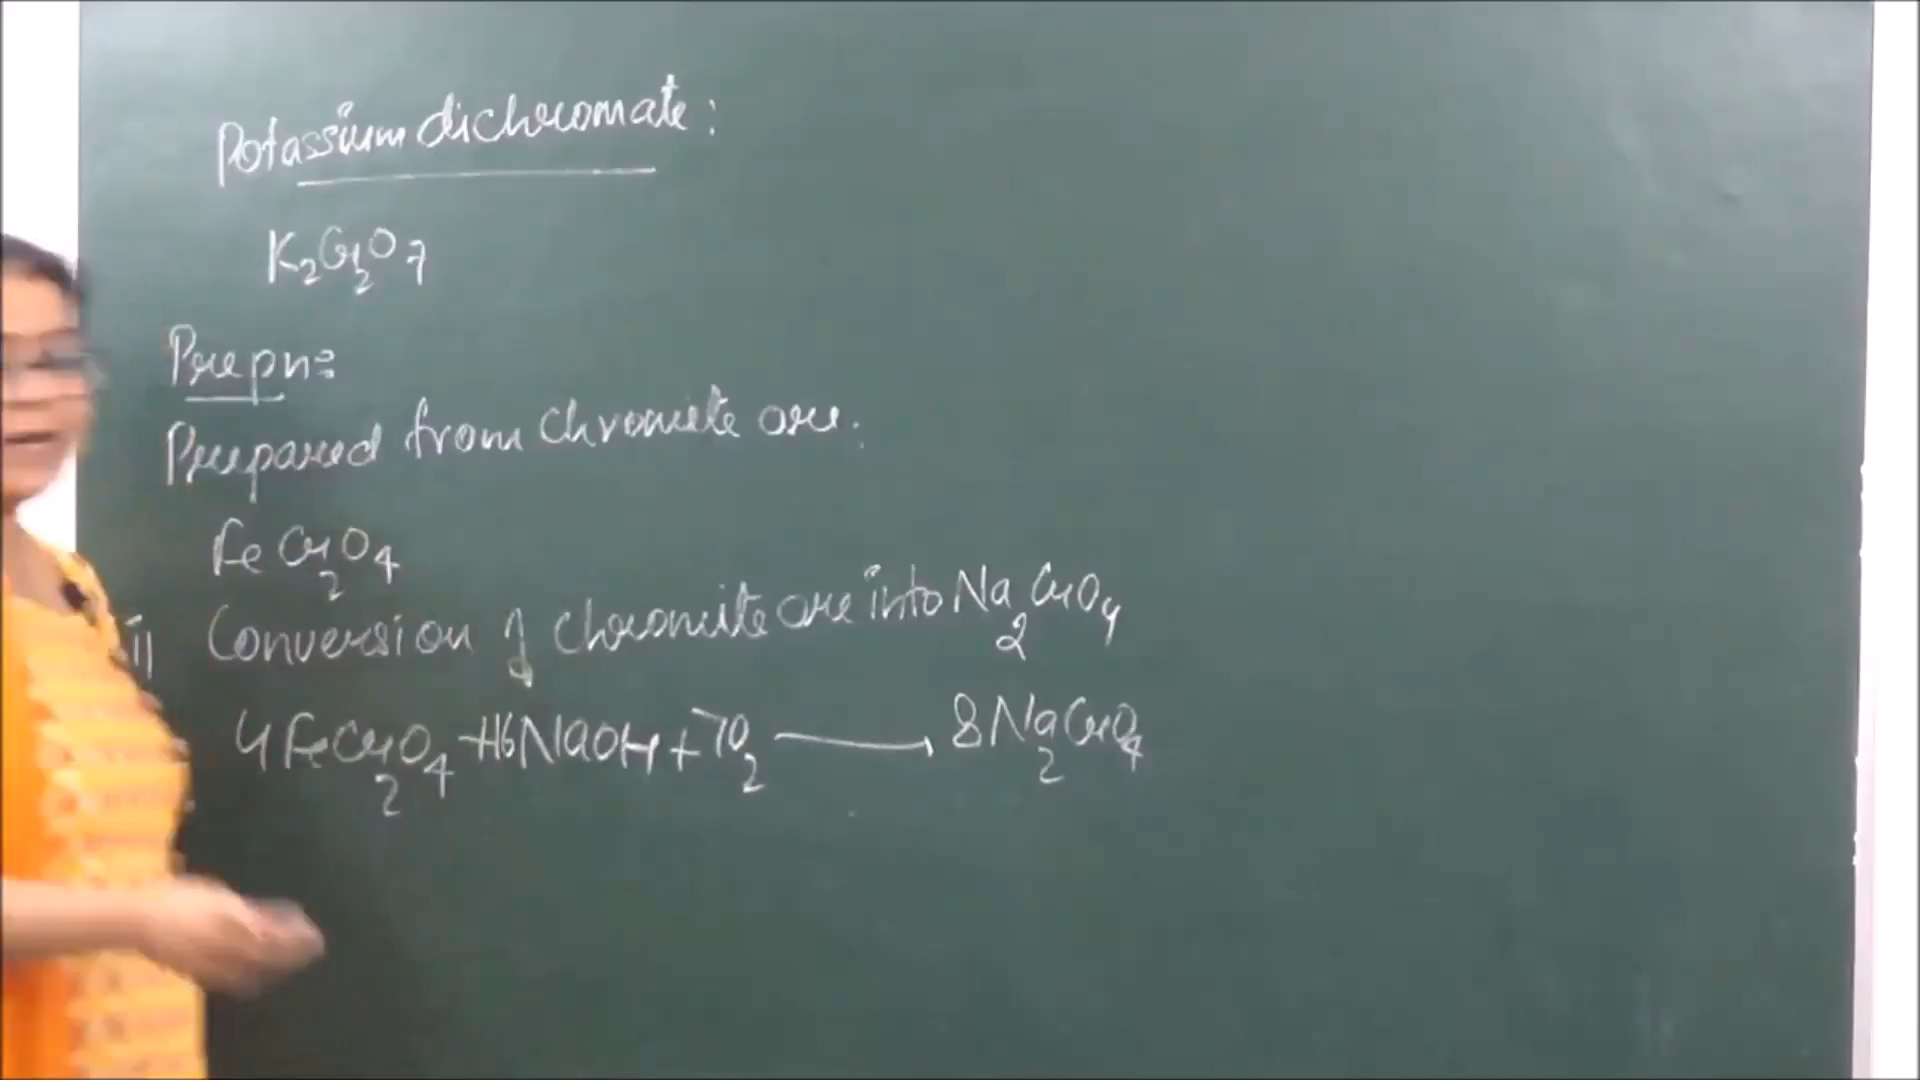 Potassium dichromate:
K₂Cr₂O₇
Prepn:
Prepared from Chromite ore.
FeCr₂O₄
i) Conversion of chromite ore into Na₂CrO₄
4FeCr₂O₄ + 16NaOH + 7O₂ → 8Na₂CrO₄